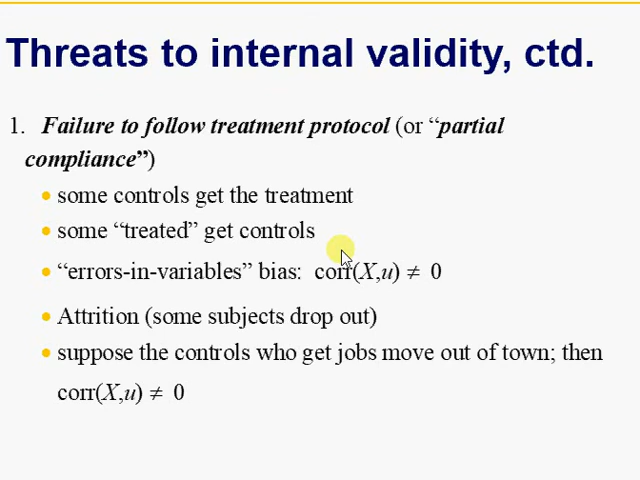 Threats to internal validity, ctd.
1. Failure to follow treatment protocol (or “partial
compliance”)
• some controls get the treatment
• some “treated” get controls
• “errors-in-variables” bias: corr(X,u) ≠ 0
• Attrition (some subjects drop out)
• suppose the controls who get jobs move out of town; then
corr(X,u) ≠ 0